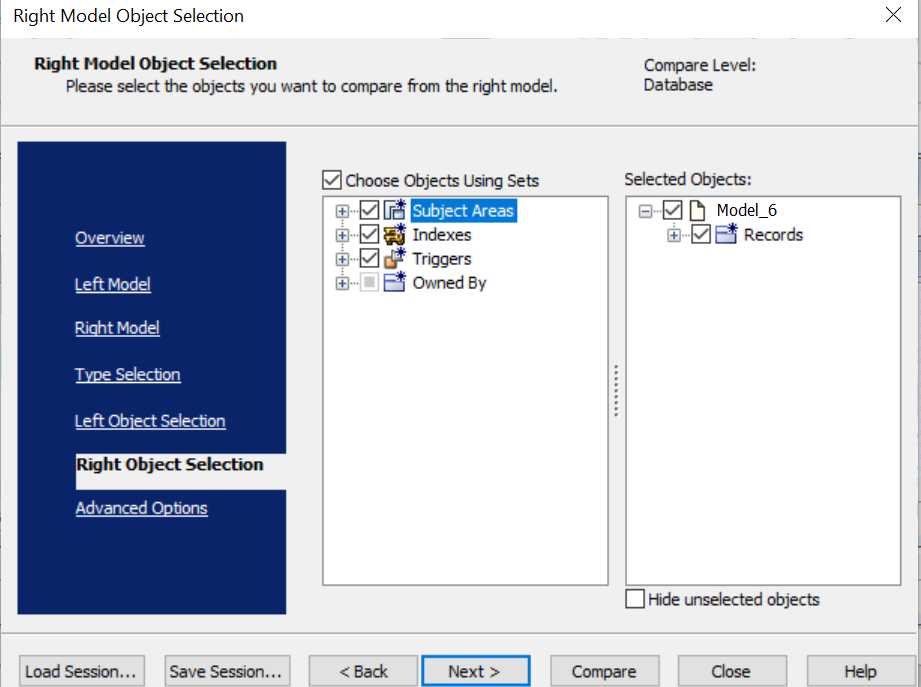 Right Model Object Selection
Right Model Object Selection
Please select the objects you want to compare from the right model.
Compare Level:
Database
Overview
Left Model
Right Model
Type Selection
Left Object Selection
Right Object Selection
Advanced Options
Choose Objects Using Sets
Subject Areas
Indexes
Triggers
Owned By
Selected Objects:
Model_6
Records
Hide unselected objects
Load Session...
Save Session...
< Back
Next >
Compare
Close
Help